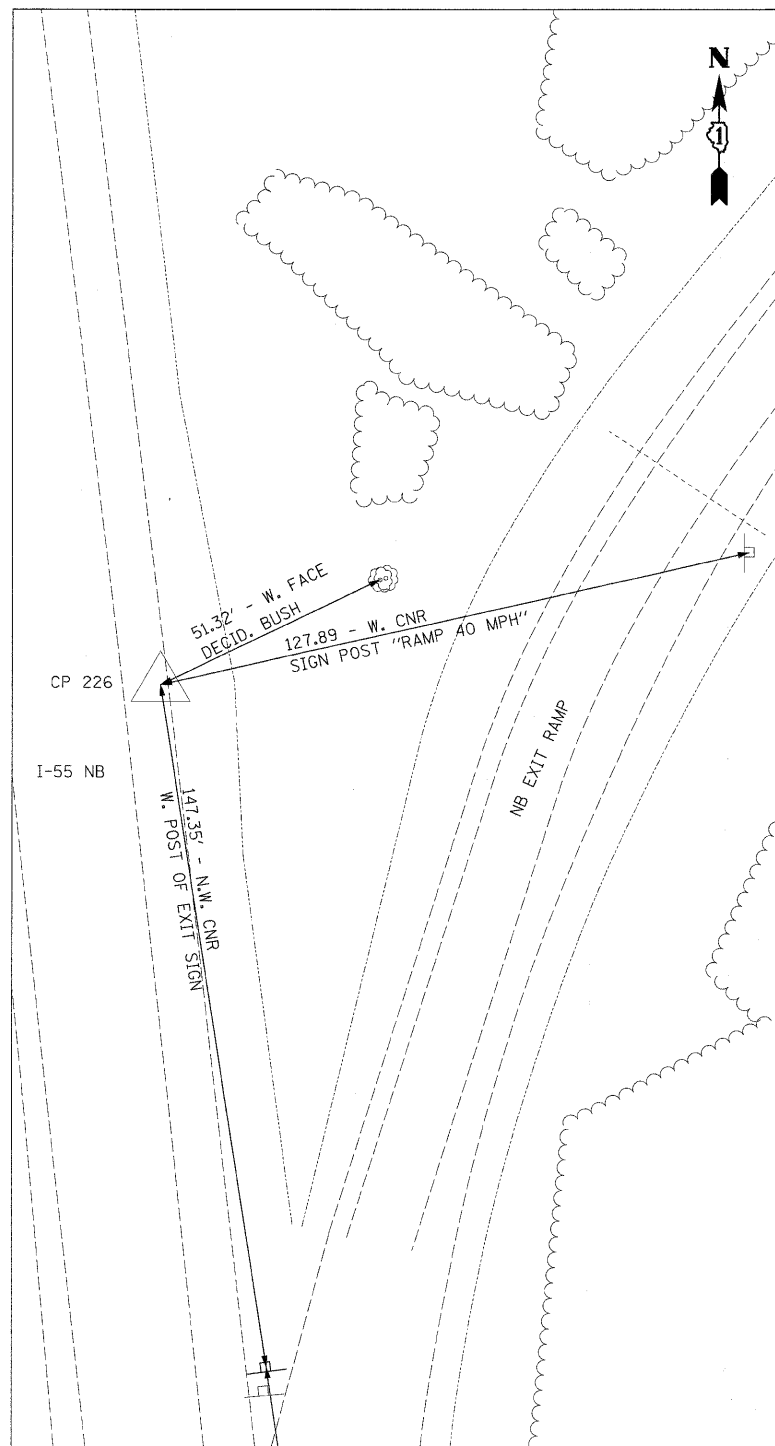 N
1
51.32' - W. FACE
DECID. BUSH
127.89 - W. CNR
SIGN POST "RAMP 40 MPH"
CP 226
I-55 NB
NB EXIT RAMP
147.35' - N.W. CNR
W. POST OF EXIT SIGN